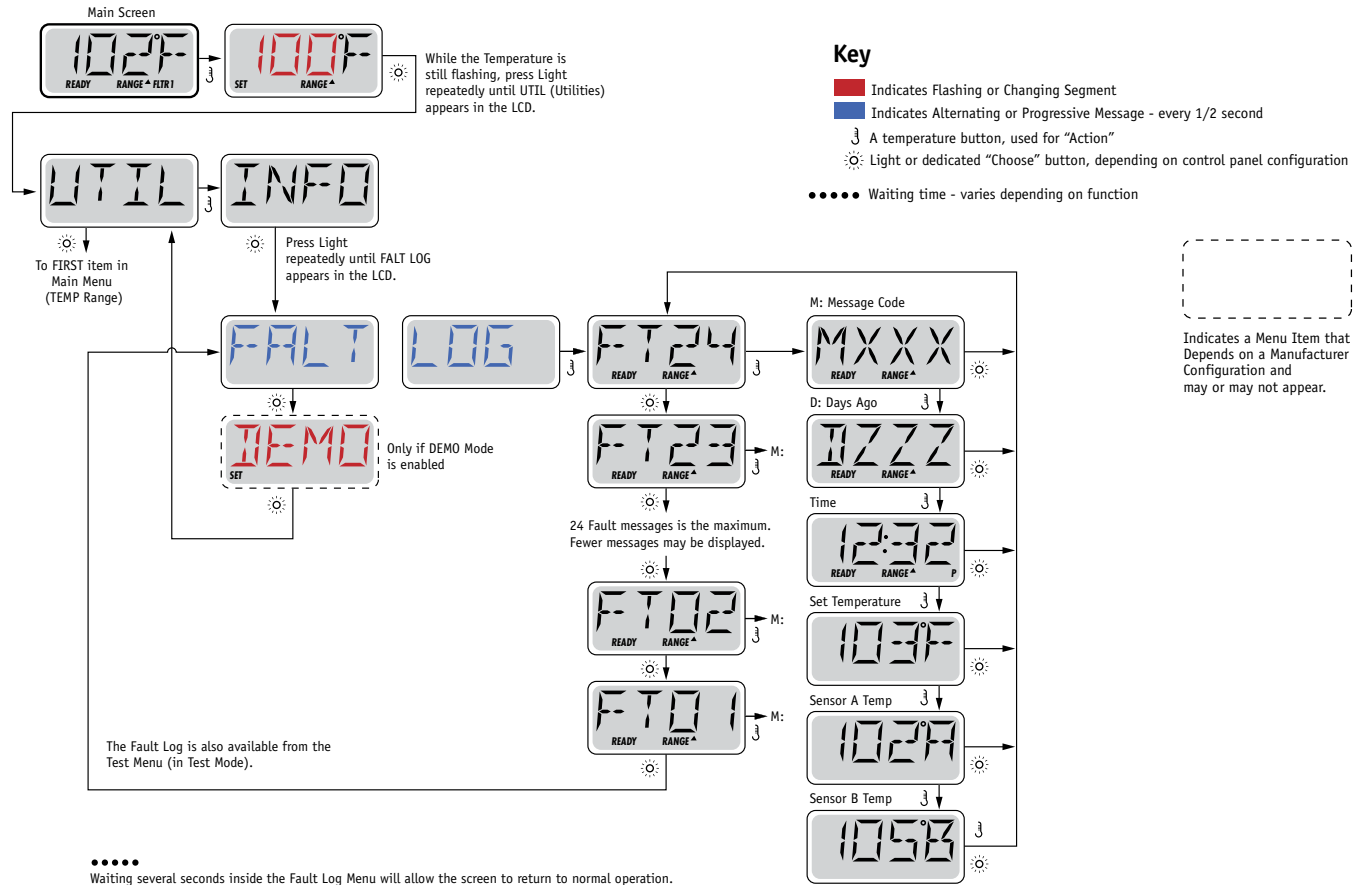 Main Screen
102°F
READY RANGE FLTR1
100°F
SET RANGE
While the Temperature is
still flashing, press Light
repeatedly until UTIL (Utilities)
appears in the LCD.
Key
Indicates Flashing or Changing Segment
Indicates Alternating or Progressive Message - every 1/2 second
A temperature button, used for “Action”
Light or dedicated “Choose” button, depending on control panel configuration
Waiting time - varies depending on function
UTIL
INFO
To FIRST item in
Main Menu
(TEMP Range)
Press Light
repeatedly until FALT LOG
appears in the LCD.
Indicates a Menu Item that
Depends on a Manufacturer
Configuration and
may or may not appear.
FALT
LOG
FT24
READY RANGE
M: Message Code
MXXX
READY RANGE
DEMO
SET
Only if DEMO Mode
is enabled
FT23
READY RANGE
M:
D: Days Ago
DZZZ
READY RANGE
24 Fault messages is the maximum.
Fewer messages may be displayed.
Time
12:32
READY RANGE P
FT02
READY RANGE
M:
Set Temperature
103°F
FT01
READY RANGE
M:
Sensor A Temp
102°A
Sensor B Temp
105°B
The Fault Log is also available from the
Test Menu (in Test Mode).
Waiting several seconds inside the Fault Log Menu will allow the screen to return to normal operation.